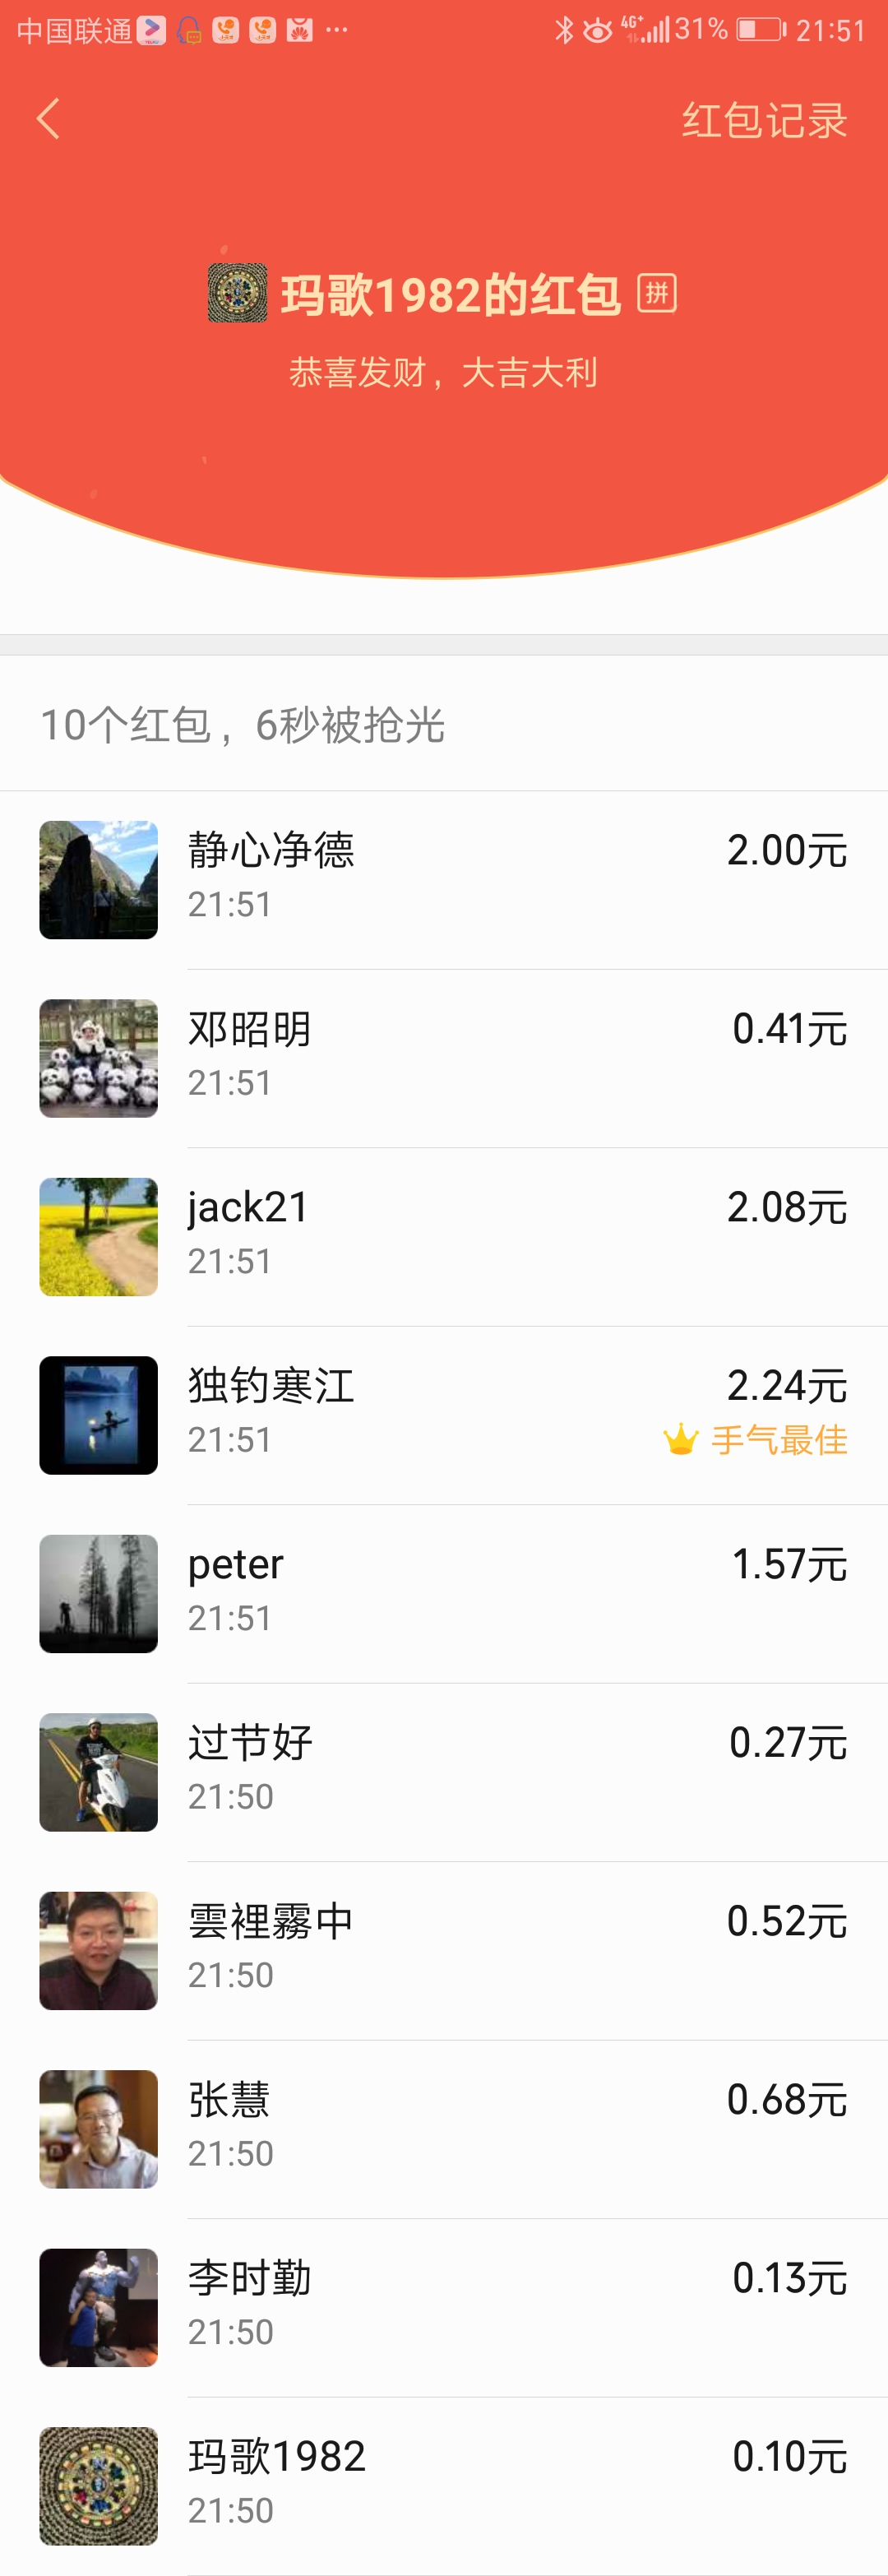 中国联通 4G+ 31% 21:51
红包记录
玛歌1982的红包 拼
恭喜发财，大吉大利
10个红包，6秒被抢光
静心净德 2.00元
21:51
邓昭明 0.41元
21:51
jack21 2.08元
21:51
独钓寒江 2.24元
21:51 手气最佳
peter 1.57元
21:51
过节好 0.27元
21:50
雲裡霧中 0.52元
21:50
张慧 0.68元
21:50
李时勤 0.13元
21:50
玛歌1982 0.10元
21:50